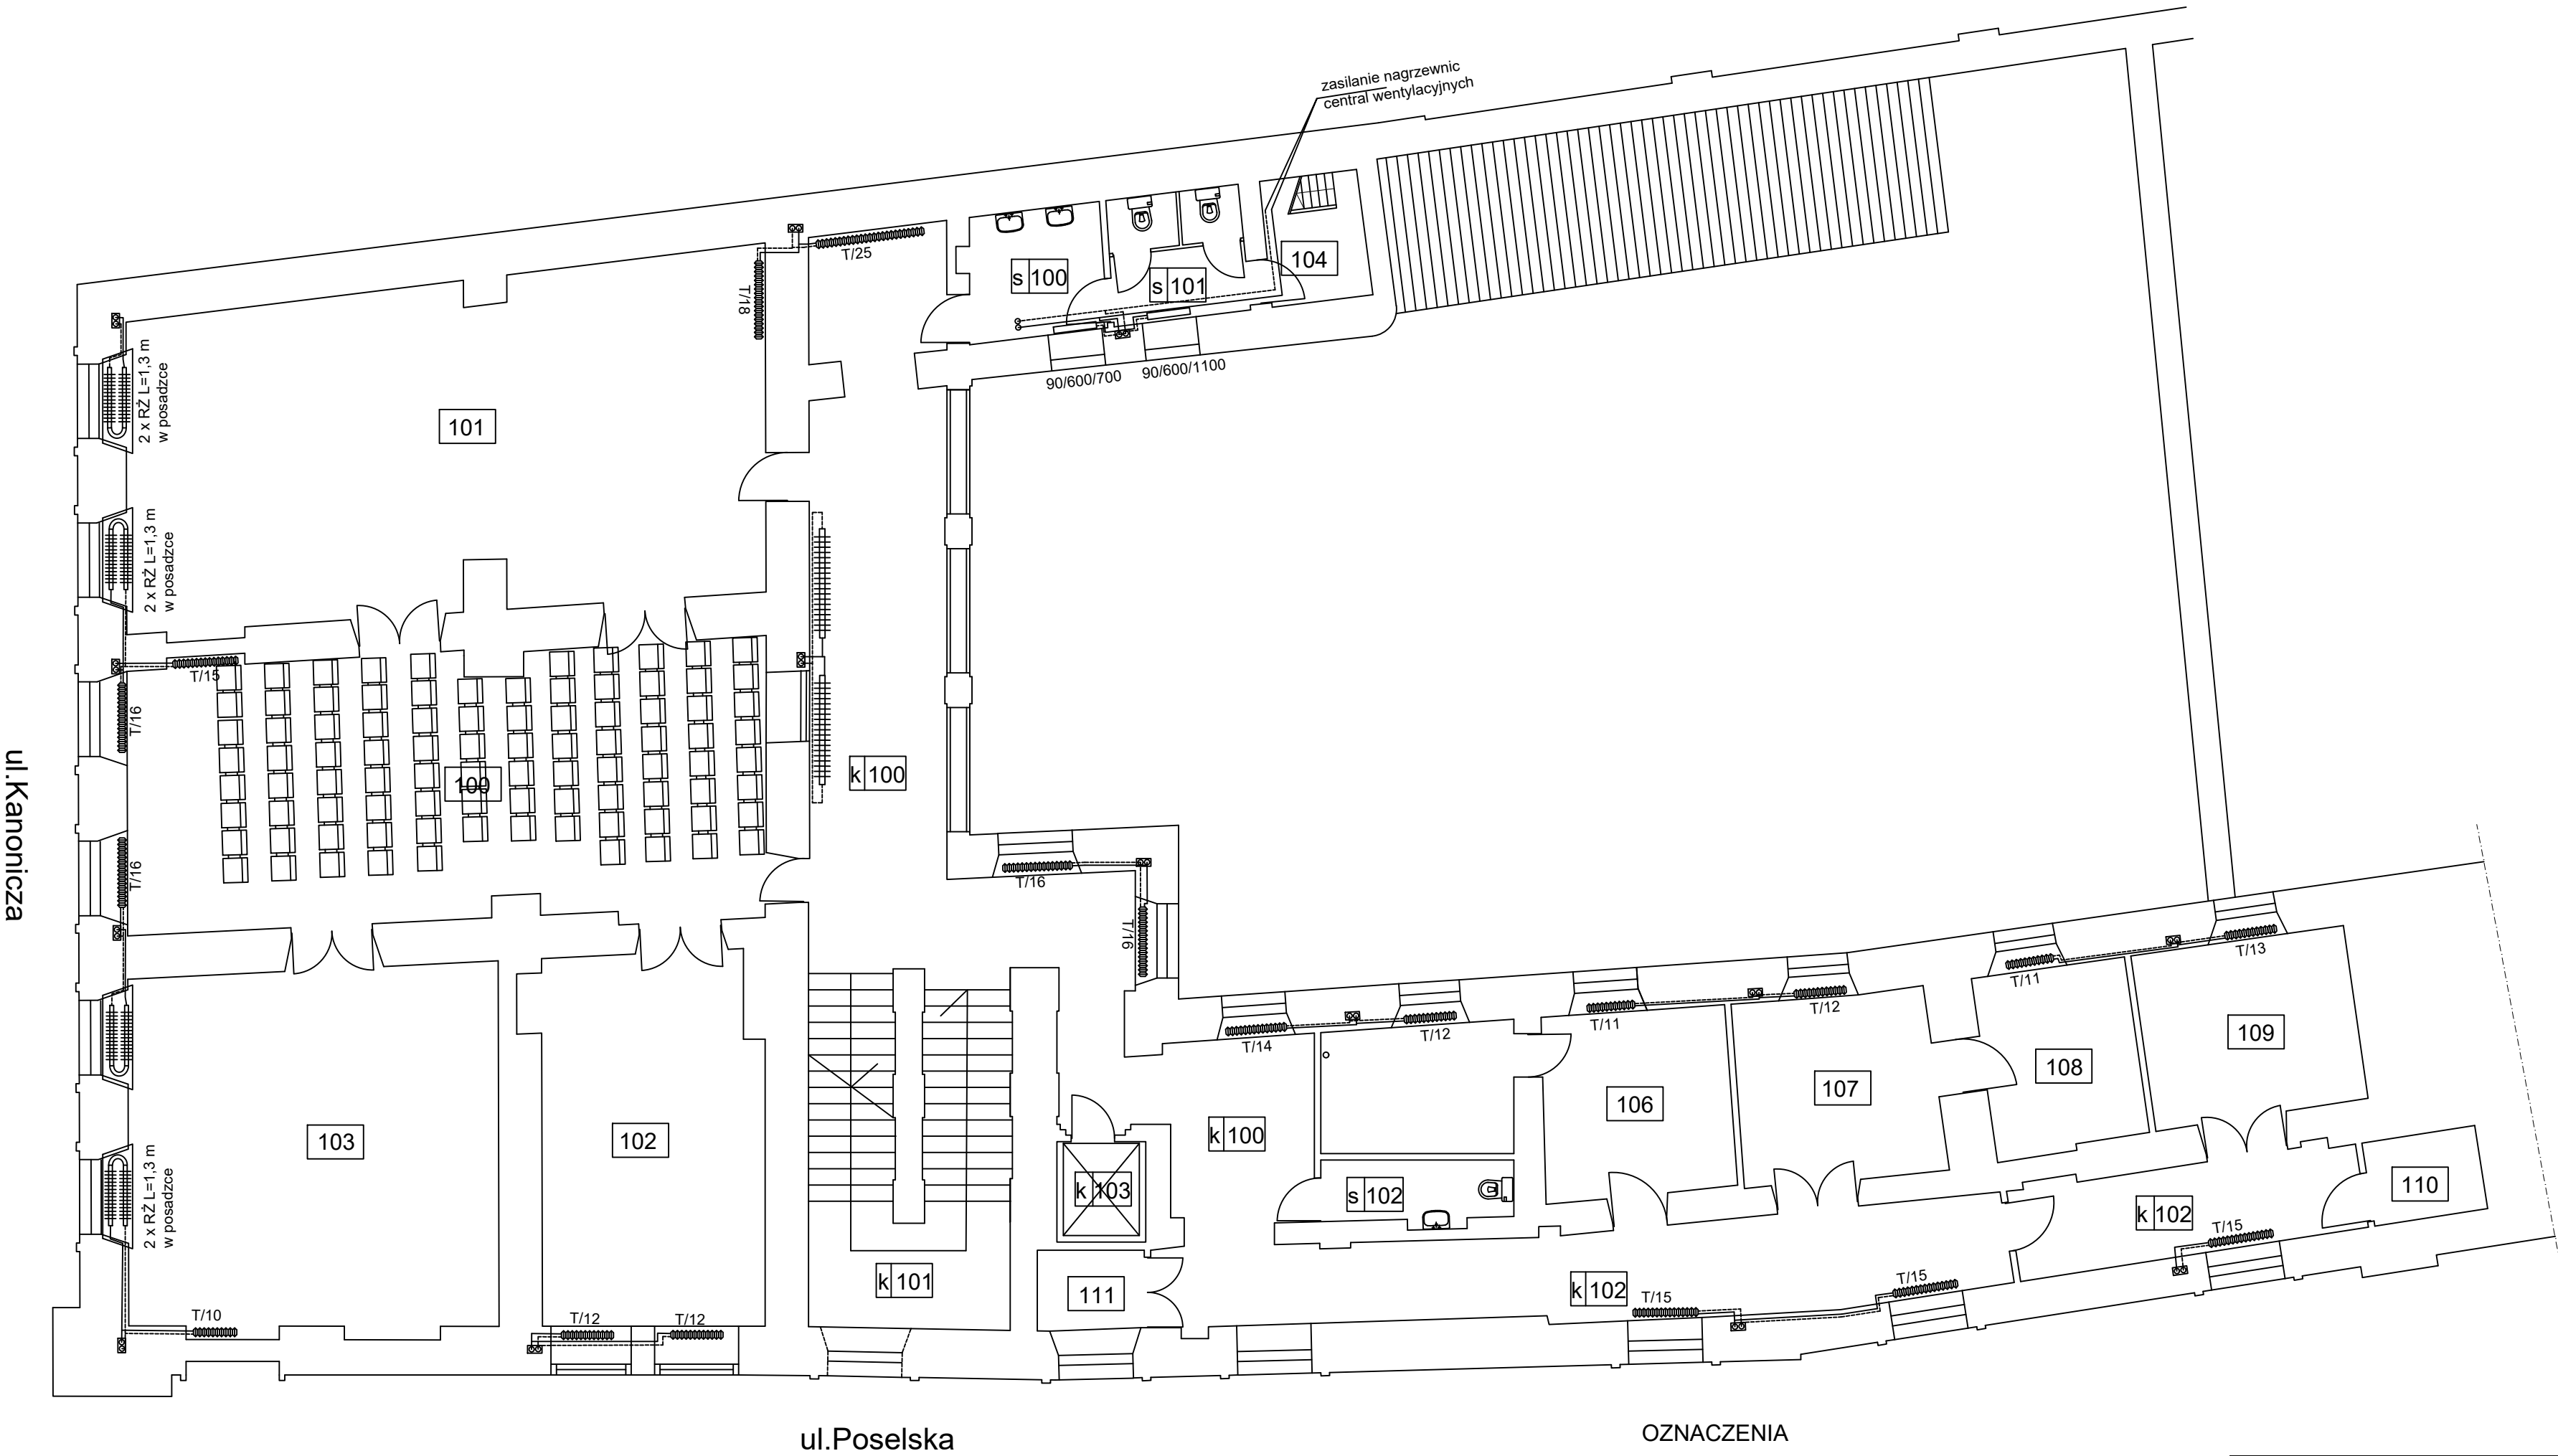 zasilanie nagrzewnic
central wentylacyjnych
T/25
T/18
s 100
s 101
104
90/600/700
90/600/1100
2 x RŻ L=1,3 m
w posadzce
101
2 x RŻ L=1,3 m
w posadzce
T/15
T/16
100
k 100
T/16
ul.Kanonicza
T/16
T/16
T/13
T/11
T/12
T/11
T/12
T/14
109
108
107
106
103
102
k 100
k 103
s 102
110
k 102
2 x RŻ L=1,3 m
w posadzce
T/15
k 101
111
k 102
T/15
T/15
T/10
T/12
T/12
ul.Poselska
OZNACZENIA